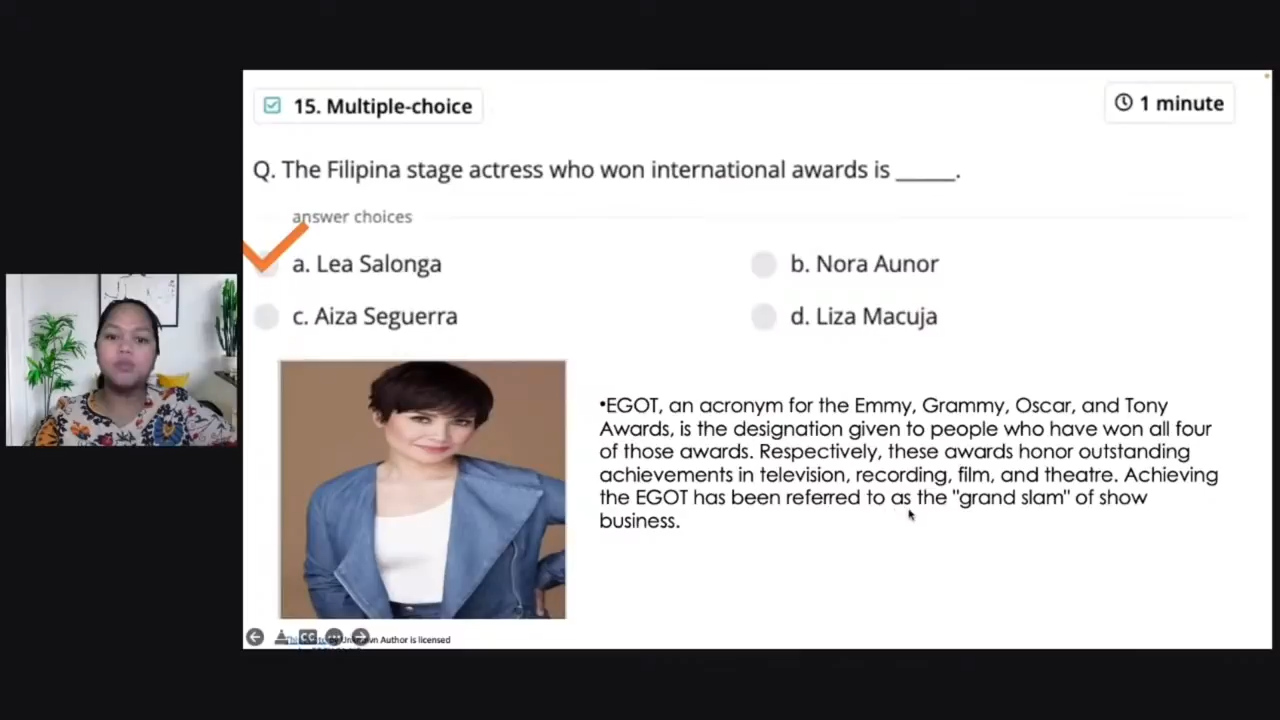 15. Multiple-choice
1 minute
Q. The Filipina stage actress who won international awards is ______.
answer choices
a. Lea Salonga
b. Nora Aunor
c. Aiza Seguerra
d. Liza Macuja
•EGOT, an acronym for the Emmy, Grammy, Oscar, and Tony
Awards, is the designation given to people who have won all four
of those awards. Respectively, these awards honor outstanding
achievements in television, recording, film, and theatre. Achieving
the EGOT has been referred to as the "grand slam" of show
business.
CC
Author is licensed